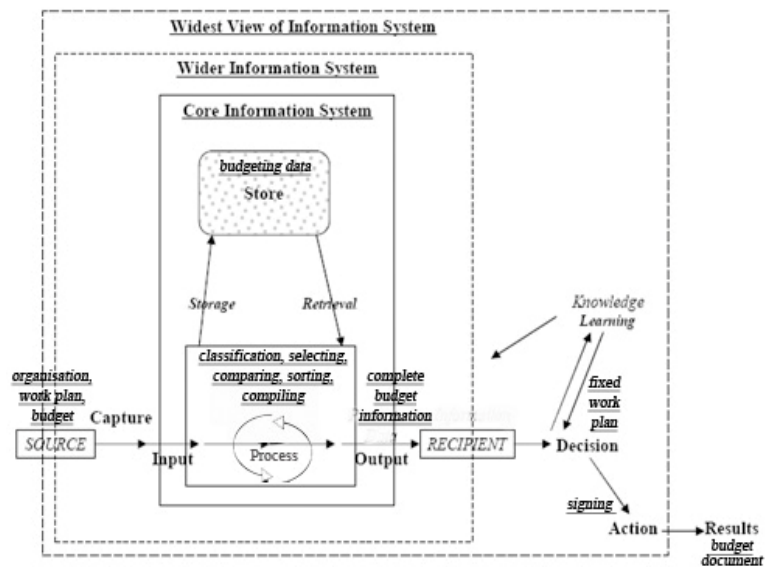 Widest View of Information System
Wider Information System
Core Information System
budgeting data
Store
Storage
Retrieval
Knowledge
Learning
classification, selecting,
comparing, sorting,
compiling
organisation,
work plan,
budget
Capture
complete
budget
information
fixed
work
plan
SOURCE
Input
Process
Output
RECIPIENT
Decision
signing
Action
Results
budget
document